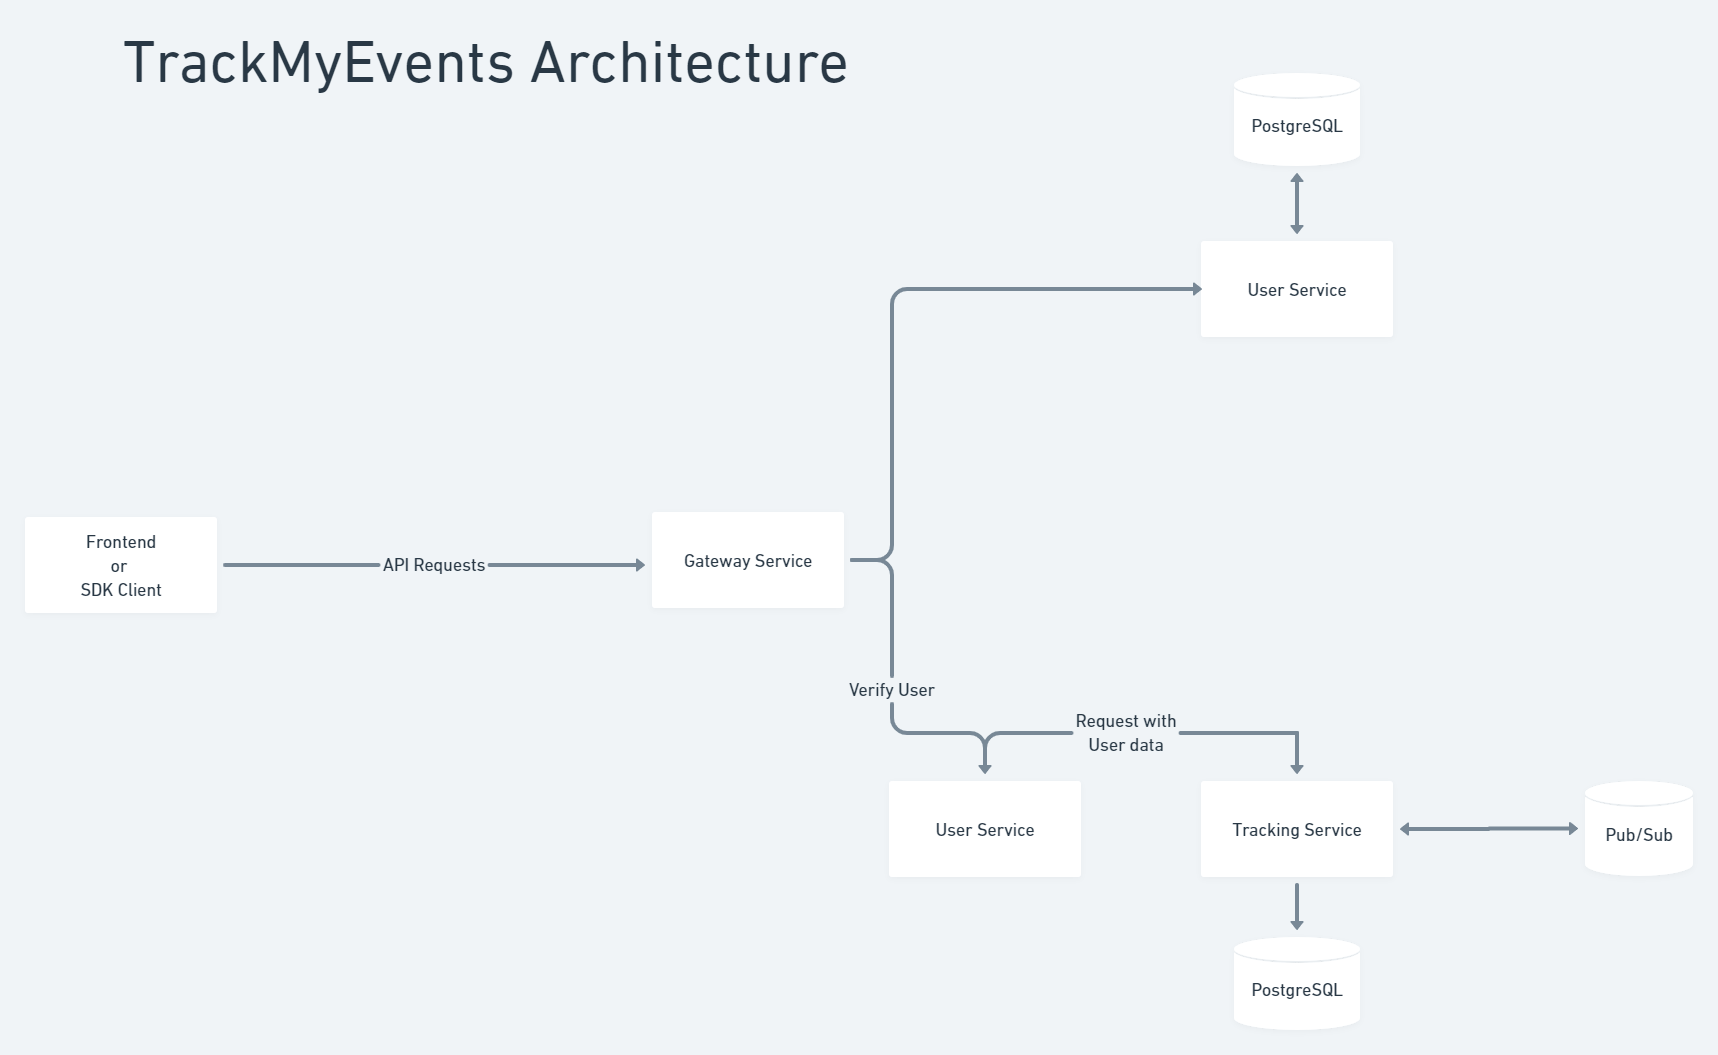 TrackMyEvents Architecture
PostgreSQL
User Service
Frontend
or
SDK Client
API Requests
Gateway Service
Verify User
Request with
User data
User Service
Tracking Service
Pub/Sub
PostgreSQL